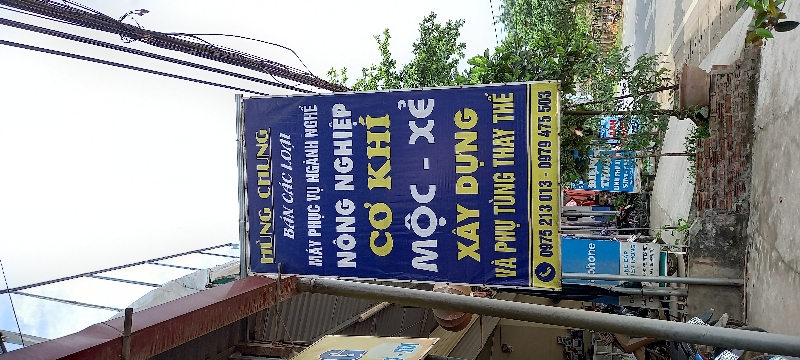 HÙNG CHUNG
BÁN CÁC LOẠI
MÁY PHỤC VỤ NGÀNH NGHỀ
NÔNG NGHIỆP
CƠ KHÍ
MỘC - XẺ
XÂY DỰNG
VÀ PHỤ TÙNG THAY THẾ
0975 213 013 - 0979 475 503
phone